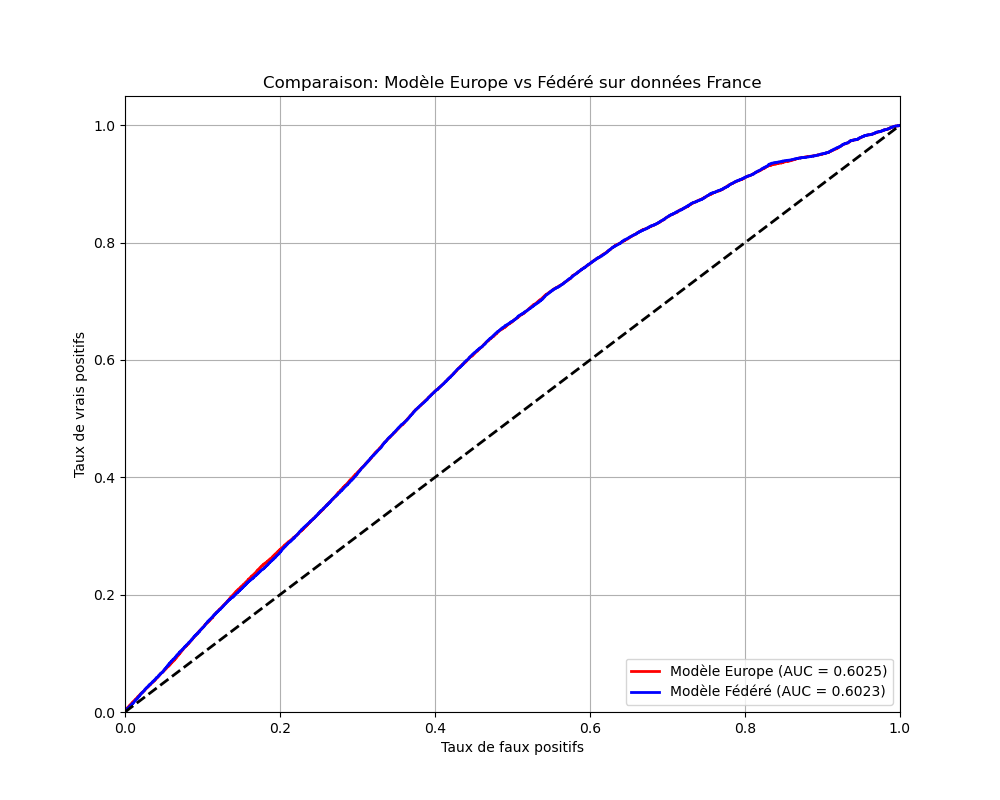 Comparaison: Modèle Europe vs Fédéré sur données France
Taux de vrais positifs
1.0
0.8
0.6
0.4
0.2
0.0
0.0 0.2 0.4 0.6 0.8 1.0
Taux de faux positifs
Modèle Europe (AUC = 0.6025)
Modèle Fédéré (AUC = 0.6023)